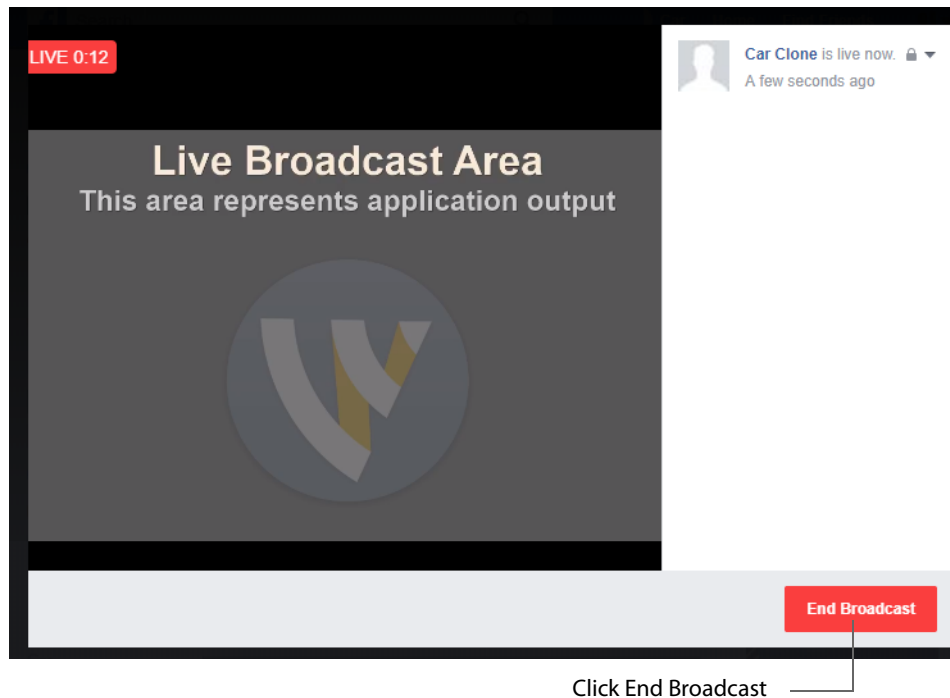 LIVE 0:12
Car Clone is live now.
A few seconds ago
Live Broadcast Area
This area represents application output
End Broadcast
Click End Broadcast